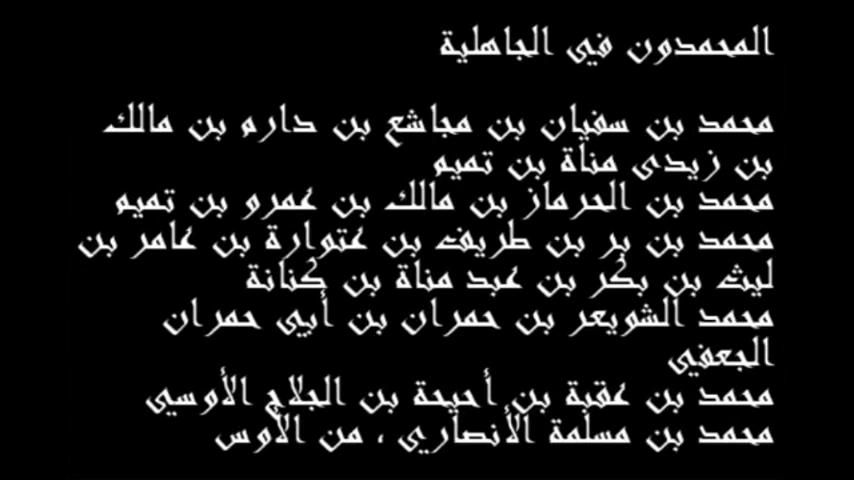 المحمدون في الجاهلية
محمد بن سفيان بن مجاشع بن دارم بن مالك
بن زيدى مناة بن تميم
محمد بن الحرماز بن مالك بن عمرو بن تميم
محمد بن بر بن طريف بن عتوارة بن عامر بن
ليث بن بكر بن عبد مناة بن كنانة
محمد الشويعر بن حمران بن أبي حمران
الجعفي
محمد بن عقبة بن أحيحة بن الجلاح الأوسي
محمد بن مسلمة الأنصاري ، من الأوس